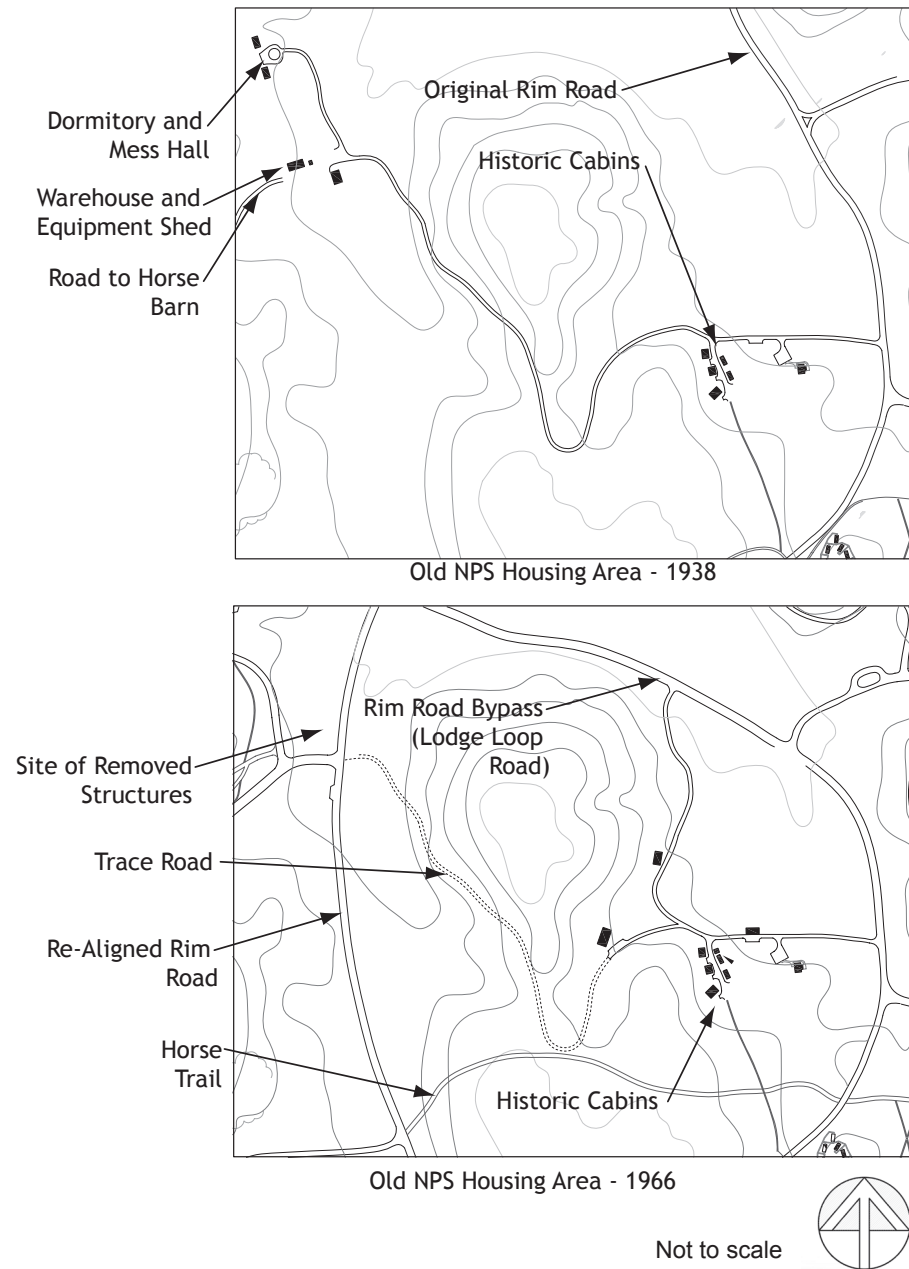 Original Rim Road
Dormitory and
Mess Hall
Historic Cabins
Warehouse and
Equipment Shed
Road to Horse
Barn
Old NPS Housing Area - 1938
Rim Road Bypass
(Lodge Loop
Road)
Site of Removed
Structures
Trace Road
Re-Aligned Rim
Road
Horse
Trail
Historic Cabins
Old NPS Housing Area - 1966
Not to scale